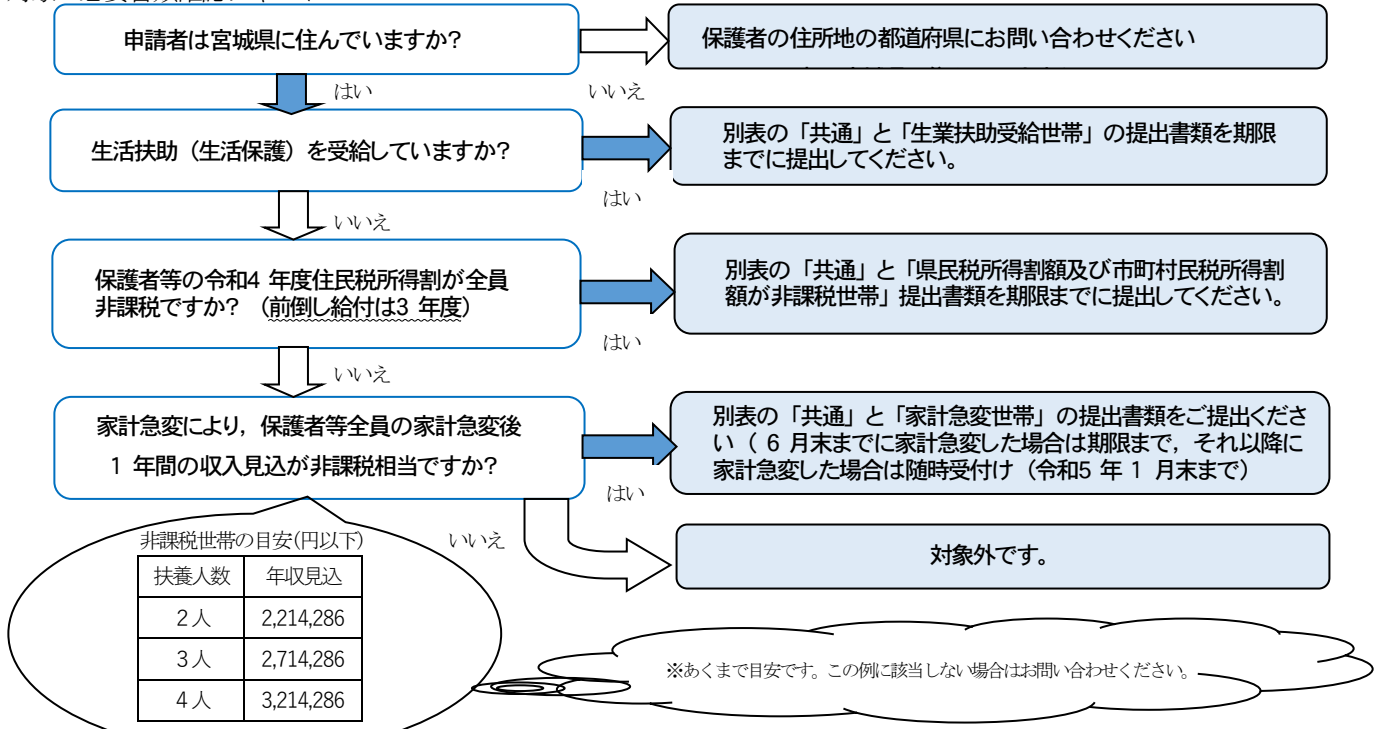 申請者は宮城県に住んでいますか?
保護者の住所地の都道府県にお問い合わせください
はい
いいえ
生活扶助（生活保護）を受給していますか?
別表の「共通」と「生業扶助受給世帯」の提出書類を期限
までに提出してください。
はい
いいえ
保護者等の令和4 年度住民税所得割が全員
非課税ですか? （前倒し給付は3 年度）
別表の「共通」と「県民税所得割額及び市町村民税所得割
額が非課税世帯」提出書類を期限までに提出してください。
はい
いいえ
家計急変により，保護者等全員の家計急変後
1 年間の収入見込が非課税相当ですか?
別表の「共通」と「家計急変世帯」の提出書類をご提出くださ
い（ 6 月末までに家計急変した場合は期限まで，それ以降に
家計急変した場合は随時受付け（令和5 年 1 月末まで）
はい
いいえ
対象外です。
非課税世帯の目安(円以下)
扶養人数 年収見込
2人 2,214,286
3人 2,714,286
4人 3,214,286
※あくまで目安です。この例に該当しない場合はお問い合わせください。